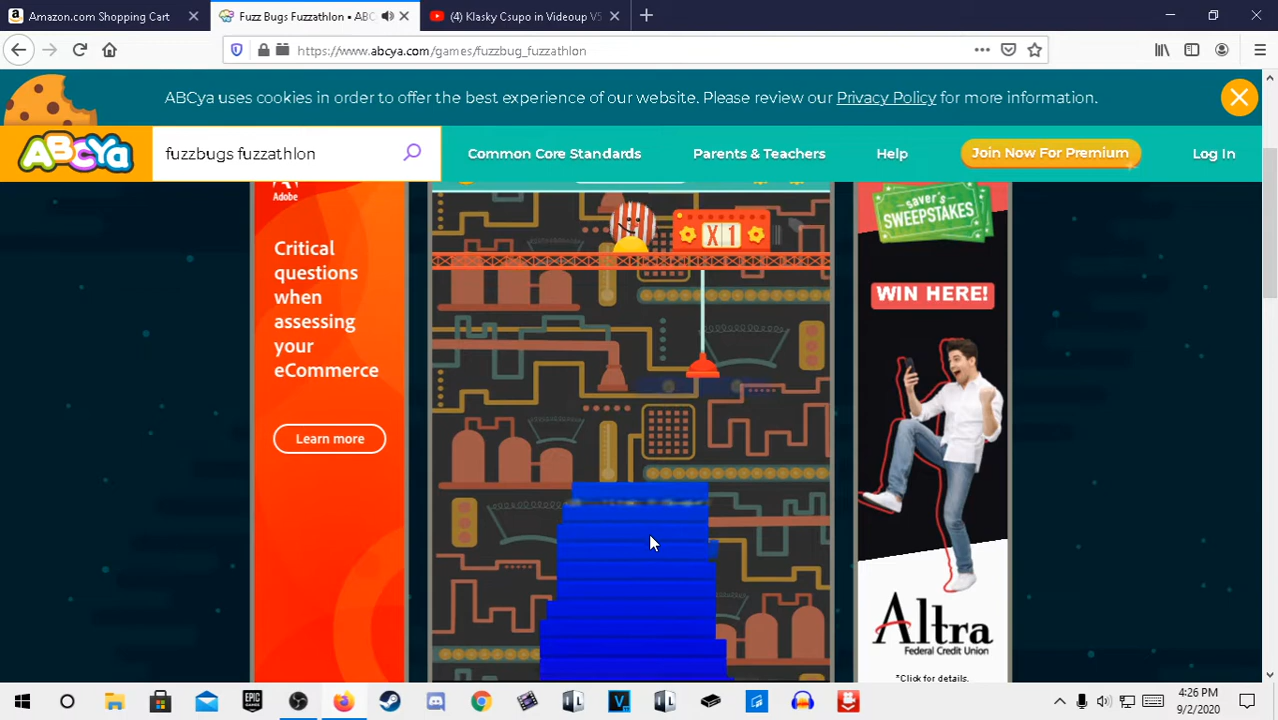 Amazon.com Shopping Cart
Fuzz Bugs Fuzzathlon • ABC
(4) Klasky Csupo in Videoup V5
https://www.abcya.com/games/fuzzbug_fuzzathlon
ABCya uses cookies in order to offer the best experience of our website. Please review our Privacy Policy for more information.
ABCYa
fuzzbugs fuzzathlon
Common Core Standards
Parents & Teachers
Help
Join Now For Premium
Log In
Adobe
Critical
questions
when
assessing
your
eCommerce
Learn more
X 1
saver's
SWEEPSTAKES
WIN HERE!
Altra
Federal Credit Union
*Click for details.
EPIC
GAMES
4:26 PM
9/2/2020